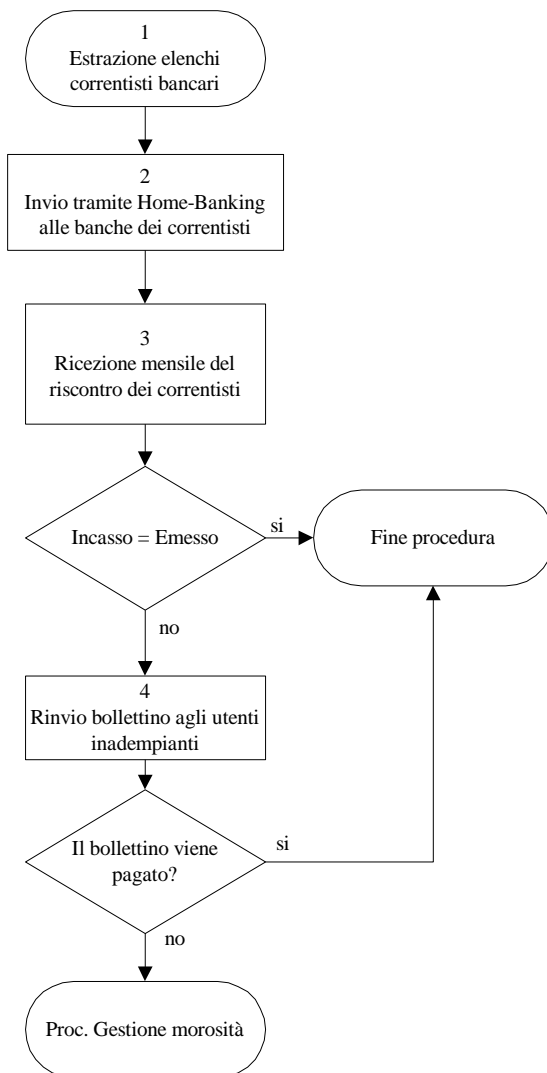 1
Estrazione elenchi
correntisti bancari
2
Invio tramite Home-Banking
alle banche dei correntisti
3
Ricezione mensile del
riscontro dei correntisti
Incasso = Emesso
si
Fine procedura
no
4
Rinvio bollettino agli utenti
inadempianti
Il bollettino viene
pagato?
si
no
Proc. Gestione morosità